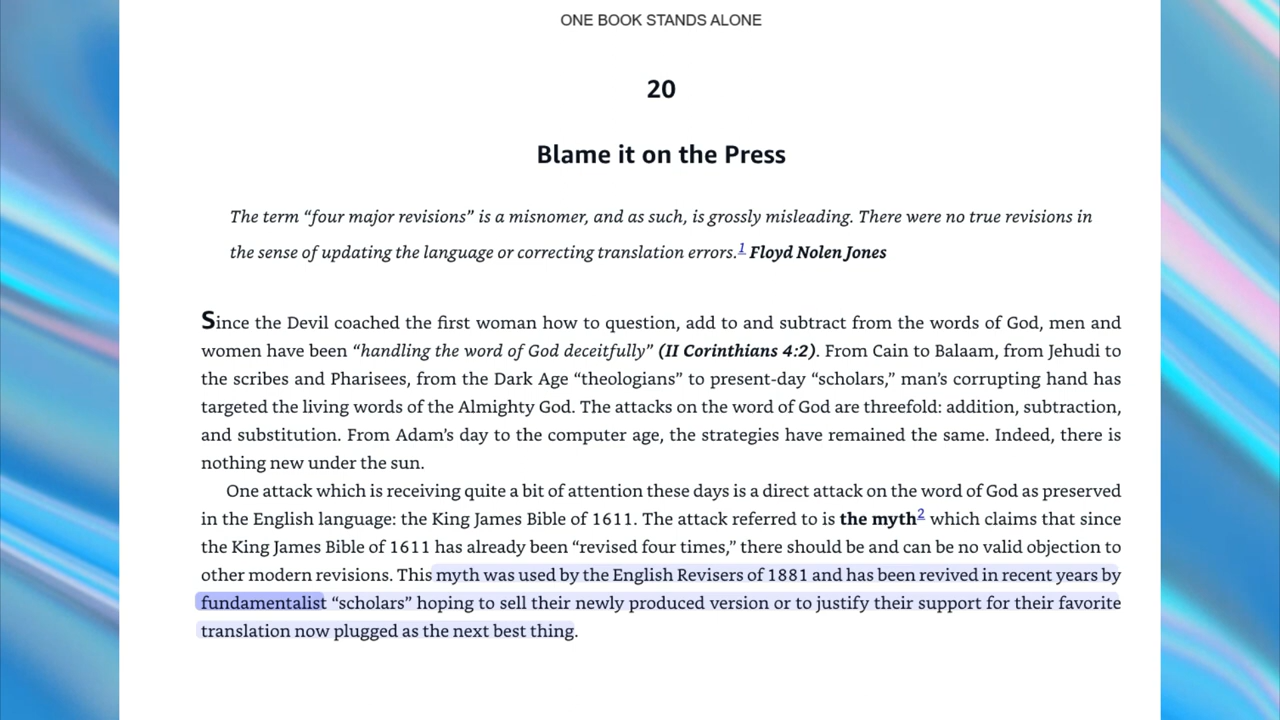 ONE BOOK STANDS ALONE
20
Blame it on the Press
The term “four major revisions” is a misnomer, and as such, is grossly misleading. There were no true revisions in
the sense of updating the language or correcting translation errors.1 Floyd Nolen Jones
Since the Devil coached the first woman how to question, add to and subtract from the words of God, men and
women have been “handling the word of God deceitfully” (II Corinthians 4:2). From Cain to Balaam, from Jehudi to
the scribes and Pharisees, from the Dark Age “theologians” to present-day “scholars,” man’s corrupting hand has
targeted the living words of the Almighty God. The attacks on the word of God are threefold: addition, subtraction,
and substitution. From Adam’s day to the computer age, the strategies have remained the same. Indeed, there is
nothing new under the sun.
One attack which is receiving quite a bit of attention these days is a direct attack on the word of God as preserved
in the English language: the King James Bible of 1611. The attack referred to is the myth2 which claims that since
the King James Bible of 1611 has already been “revised four times,” there should be and can be no valid objection to
other modern revisions. This myth was used by the English Revisers of 1881 and has been revived in recent years by
fundamentalist “scholars” hoping to sell their newly produced version or to justify their support for their favorite
translation now plugged as the next best thing.